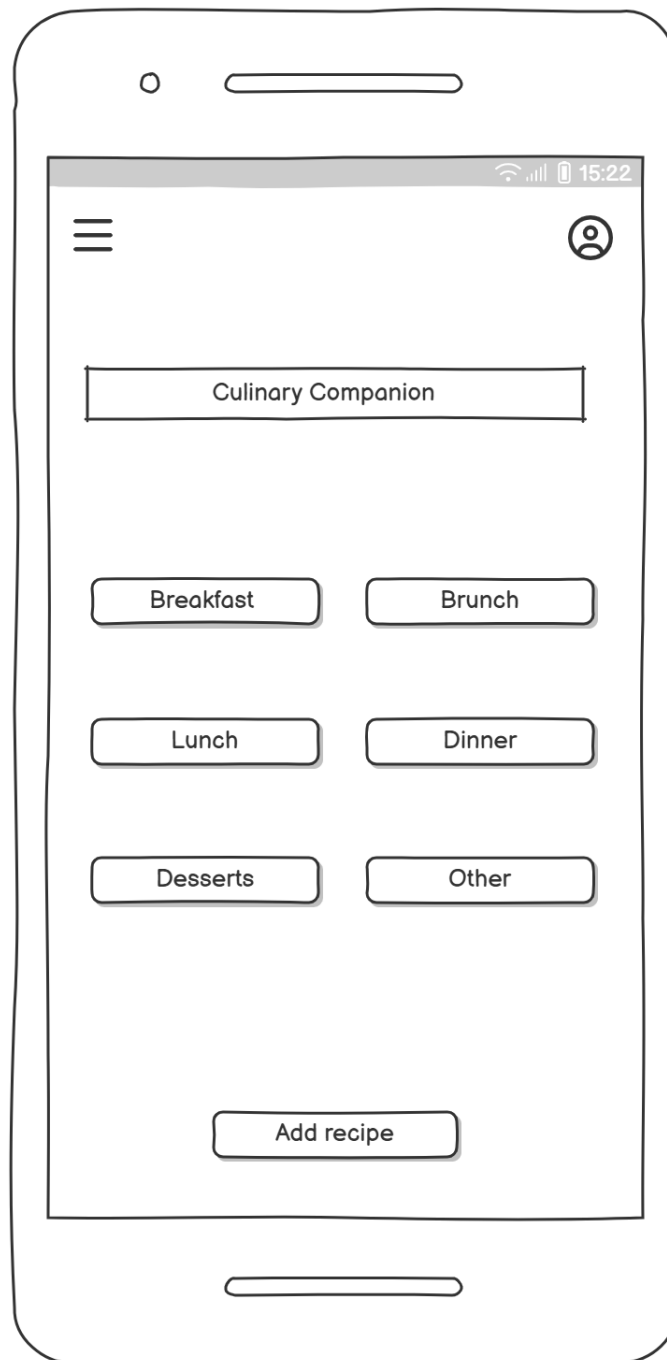 15:22
Culinary Companion
Breakfast Brunch
Lunch Dinner
Desserts Other
Add recipe